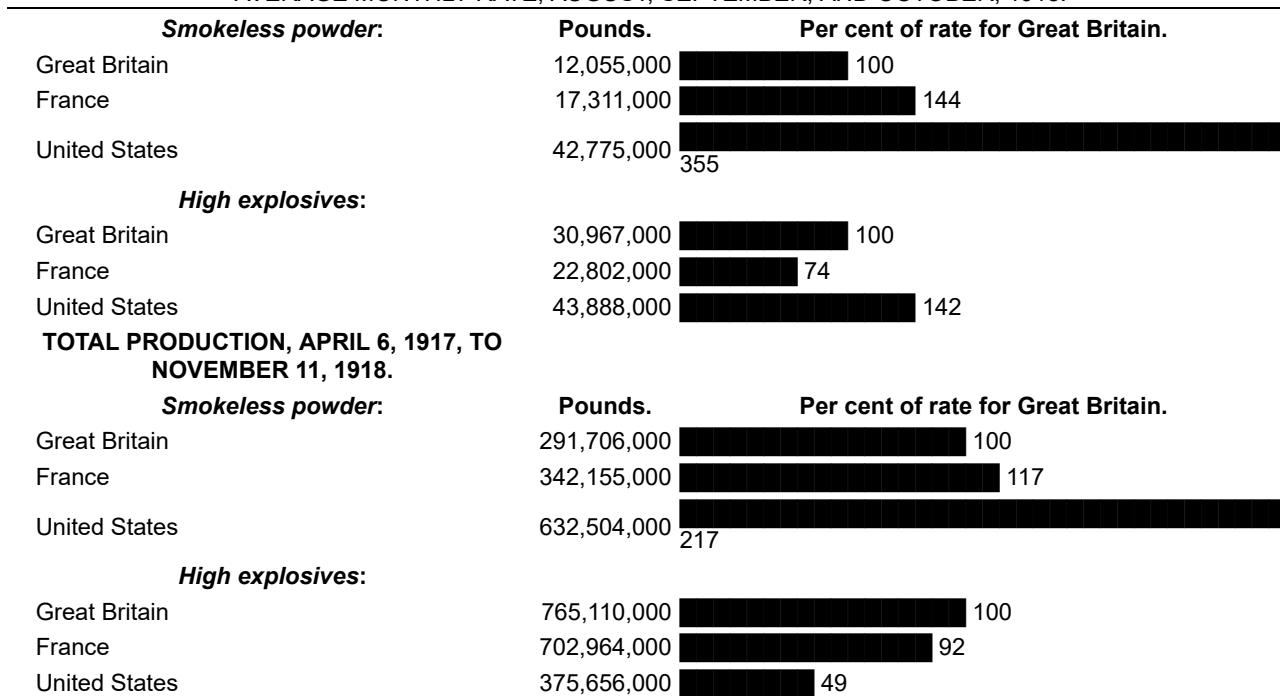 Smokeless powder: Pounds. Per cent of rate for Great Britain.
Great Britain 12,055,000 100
France 17,311,000 144
United States 42,775,000
355
High explosives:
Great Britain 30,967,000 100
France 22,802,000 74
United States 43,888,000 142
TOTAL PRODUCTION, APRIL 6, 1917, TO
NOVEMBER 11, 1918.
Smokeless powder: Pounds. Per cent of rate for Great Britain.
Great Britain 291,706,000 100
France 342,155,000 117
United States 632,504,000
217
High explosives:
Great Britain 765,110,000 100
France 702,964,000 92
United States 375,656,000 49